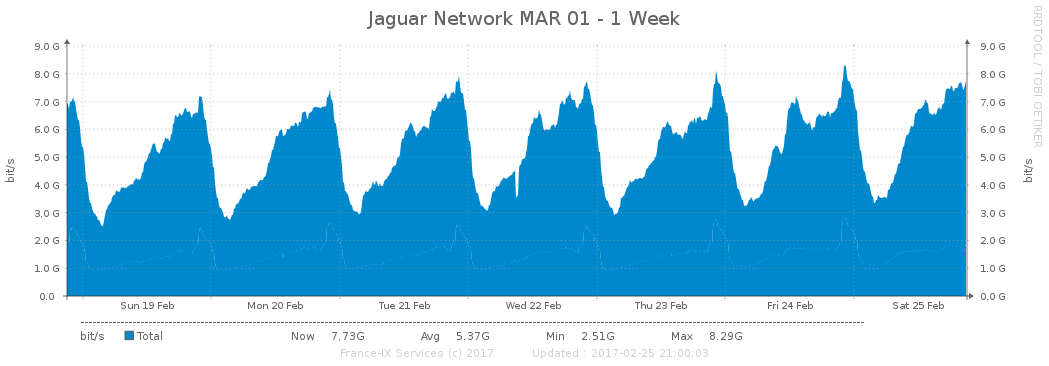 Jaguar Network MAR 01 - 1 Week
RRDTOOL / TOBI OETIKER
bit/s
9.0 G
8.0 G
7.0 G
6.0 G
5.0 G
4.0 G
3.0 G
2.0 G
1.0 G
0.0
9.0 G
8.0 G
7.0 G
6.0 G
5.0 G
4.0 G
3.0 G
2.0 G
1.0 G
0.0 G
bit/s
Sun 19 Feb Mon 20 Feb Tue 21 Feb Wed 22 Feb Thu 23 Feb Fri 24 Feb Sat 25 Feb
bit/s Total Now 7.73G Avg 5.37G Min 2.51G Max 8.29G
France-IX Services (c) 2017 Updated : 2017-02-25 21:00:03